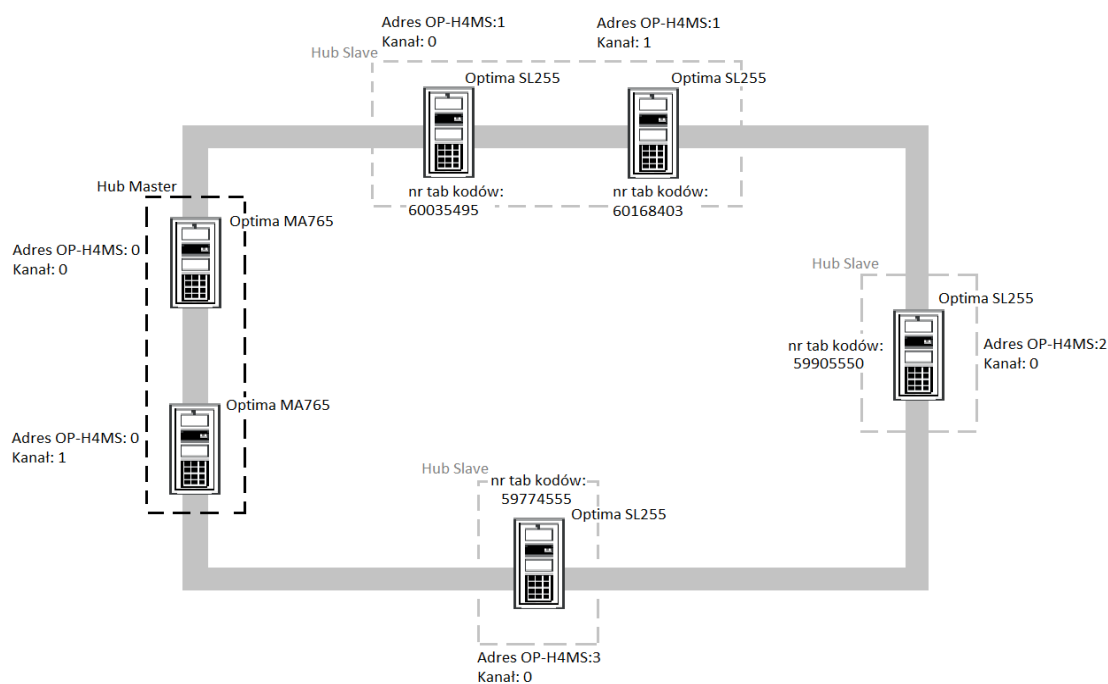 Adres OP-H4MS:1
Kanał: 0
Adres OP-H4MS:1
Kanał: 1
Hub Slave
Optima SL255
Optima SL255
nr tab kodów:
60035495
nr tab kodów:
60168403
Hub Master
Optima MA765
Adres OP-H4MS: 0
Kanał: 0
Hub Slave
Optima SL255
nr tab kodów:
59905550
Adres OP-H4MS:2
Kanał: 0
Optima MA765
Adres OP-H4MS: 0
Kanał: 1
Hub Slave
nr tab kodów:
59774555
Optima SL255
Adres OP-H4MS:3
Kanał: 0